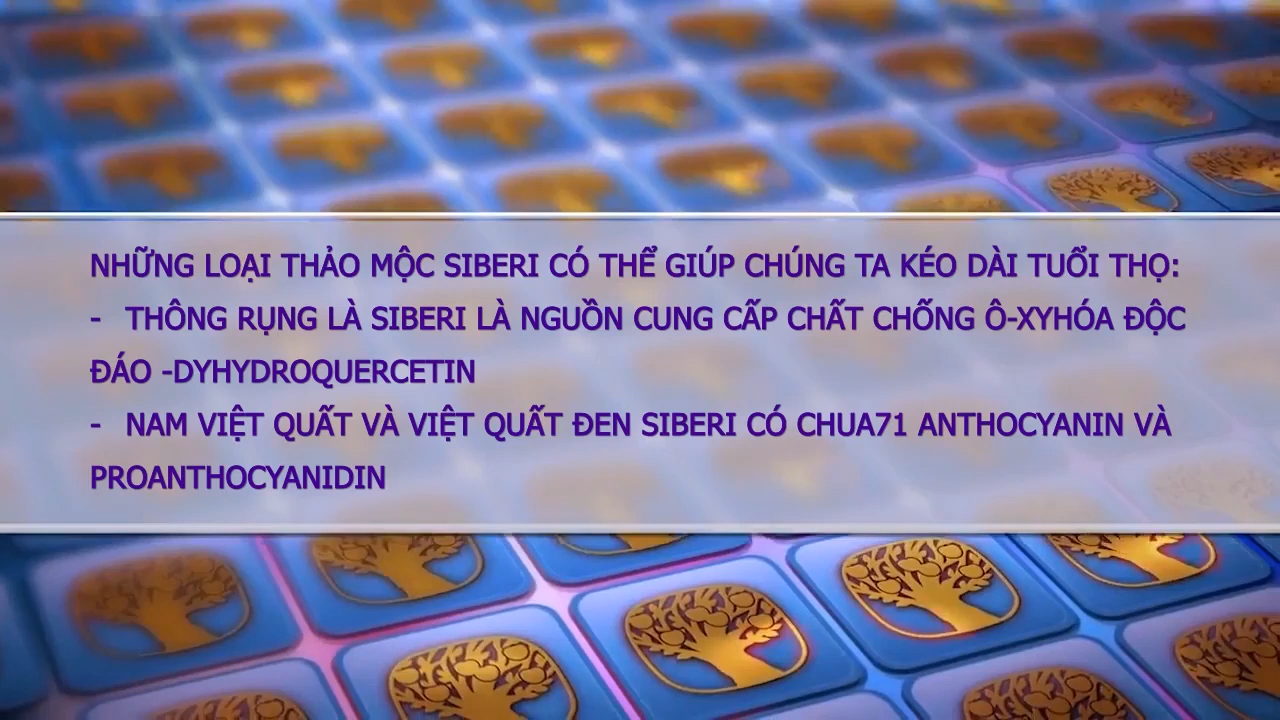 NHỮNG LOẠI THẢO MỘC SIBERI CÓ THỂ GIÚP CHÚNG TA KÉO DÀI TUỔI THỌ:
- THÔNG RỤNG LÀ SIBERI LÀ NGUỒN CUNG CẤP CHẤT CHỐNG Ô-XYHÓA ĐỘC
ĐÁO -DYHYDROQUERCETIN
- NAM VIỆT QUẤT VÀ VIỆT QUẤT ĐEN SIBERI CÓ CHUA71 ANTHOCYANIN VÀ
PROANTHOCYANIDIN